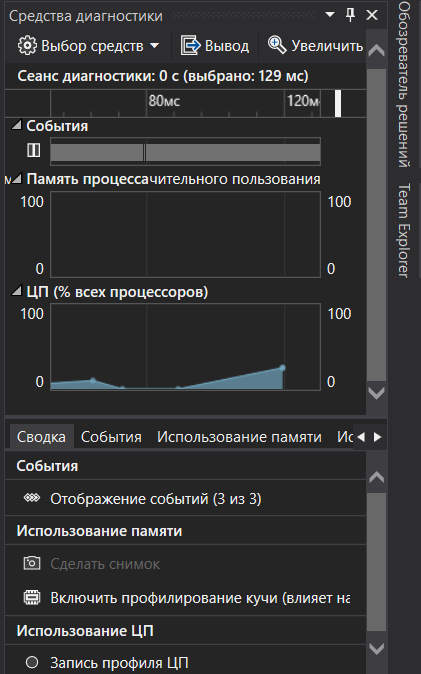 Средства диагностики
Выбор средств
Вывод
Увеличить
Сеанс диагностики: 0 с (выбрано: 129 мс)
80мс
120м
События
Память процесса
чительного пользования
100
100
0
0
ЦП (% всех процессоров)
100
100
0
0
Сводка
События
Использование памяти
Ис
События
Отображение событий (3 из 3)
Использование памяти
Сделать снимок
Включить профилирование кучи (влияет на
Использование ЦП
Запись профиля ЦП
Обозреватель решений
Team Explorer